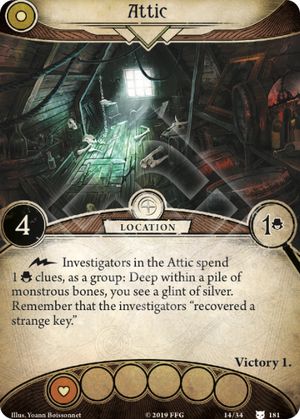 Attic
4
LOCATION
1
Investigators in the Attic spend
1 clues, as a group: Deep within a pile of
monstrous bones, you see a glint of silver.
Remember that the investigators “recovered a
strange key.”
Victory 1.
Illus. Yoann Boissonnet
© 2019 FFG
14/34
181